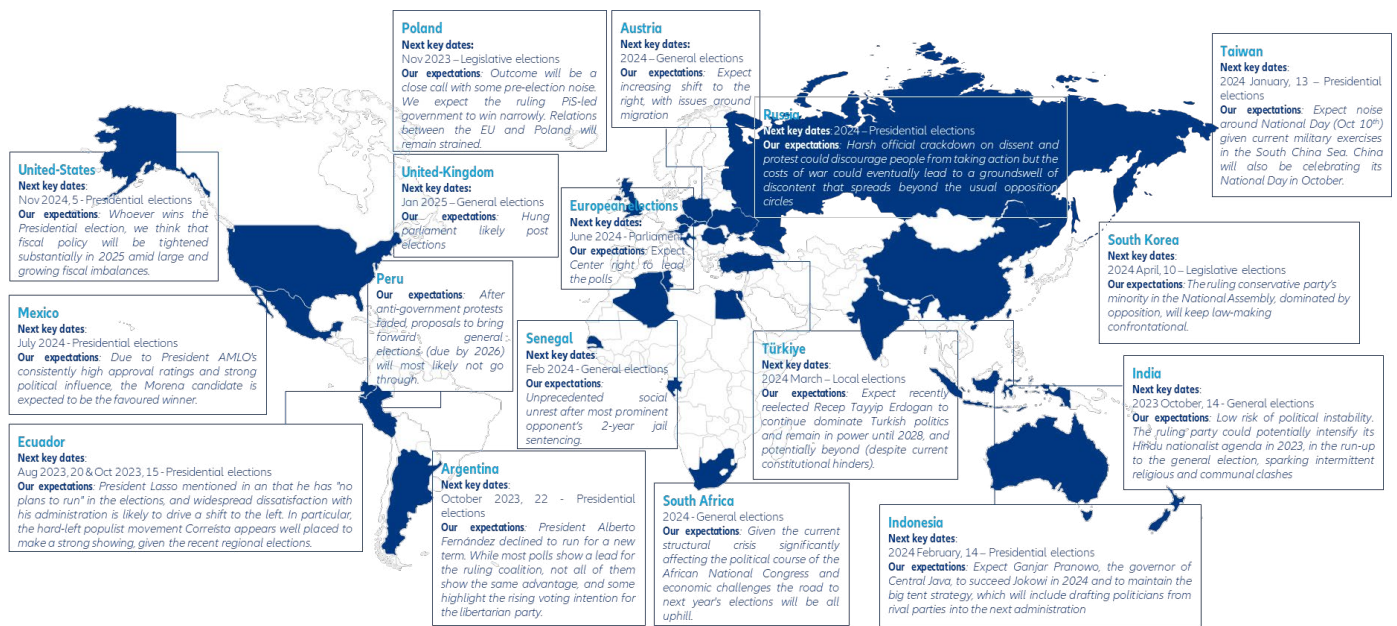 Poland
Next key dates:
Nov 2023 – Legislative elections
Our expectations: Outcome will be a
close call with some pre-election noise.
We expect the ruling PiS-led
government to win narrowly. Relations
between the EU and Poland will
remain strained.
Austria
Next key dates:
2024 – General elections
Our expectations: Expect
increasing shift to the
right, with issues around
migration
Taiwan
Next key dates:
2024 January, 13 – Presidential
elections
Our expectations: Expect noise
around National Day (Oct 10th)
given current military exercises
in the South China Sea. China
will also be celebrating its
National Day in October.
Russia
Next key dates: 2024 – Presidential elections
Our expectations: Harsh official crackdown on dissent and
protest could discourage people from taking action but the
costs of war could eventually lead to a groundswell of
discontent that spreads beyond the usual opposition
circles
United-States
Next key dates:
Nov 2024, 5 - Presidential elections
Our expectations: Whoever wins the
Presidential election, we think that
fiscal policy will be tightened
substantially in 2025 amid large and
growing fiscal imbalances.
United-Kingdom
Next key dates:
Jan 2025 – General elections
Our expectations: Hung
parliament likely post
elections
European elections
Next key dates:
June 2024 - Parliament
Our expectations: Expect
Center right to lead
the polls
South Korea
Next key dates:
2024 April, 10 – Legislative elections
Our expectations: The ruling conservative party's
minority in the National Assembly, dominated by
opposition, will keep law-making
confrontational.
Peru
Our expectations: After
anti-government protests
faded, proposals to bring
forward general
elections (due by 2026)
will most likely not go
through.
Mexico
Next key dates:
July 2024 - Presidential elections
Our expectations: Due to President AMLO's
consistently high approval ratings and strong
political influence, the Morena candidate is
expected to be the favoured winner.
Senegal
Next key dates:
Feb 2024 - General elections
Our expectations:
Unprecedented social
unrest after most prominent
opponent's 2-year jail
sentencing.
Türkiye
Next key dates:
2024 March – Local elections
Our expectations: Expect recently
reelected Recep Tayyip Erdogan to
continue dominate Turkish politics
and remain in power until 2028, and
potentially beyond (despite current
constitutional hinders).
India
Next key dates:
2023 October, 14 - General elections
Our expectations: Low risk of political instability.
The ruling party could potentially intensify its
Hindu nationalist agenda in 2023, in the run-up
to the general election, sparking intermittent
religious and communal clashes
Ecuador
Next key dates:
Aug 2023, 20 & Oct 2023, 15 - Presidential elections
Our expectations: President Lasso mentioned in an that he has "no
plans to run" in the elections, and widespread dissatisfaction with
his administration is likely to drive a shift to the left. In particular,
the hard-left populist movement Correísta appears well placed to
make a strong showing, given the recent regional elections.
Argentina
Next key dates:
October 2023, 22 - Presidential
elections
Our expectations: President Alberto
Fernández declined to run for a new
term. While most polls show a lead for
the ruling coalition, not all of them
show the same advantage, and some
highlight the rising voting intention for
the libertarian party.
South Africa
2024 - General elections
Our expectations: Given the current
structural crisis significantly
affecting the political course of the
African National Congress and
economic challenges the road to
next year's elections will be all
uphill.
Indonesia
Next key dates:
2024 February, 14 – Presidential elections
Our expectations: Expect Ganjar Pranowo, the governor of
Central Java, to succeed Jokowi in 2024 and to maintain the
big tent strategy, which will include drafting politicians from
rival parties into the next administration